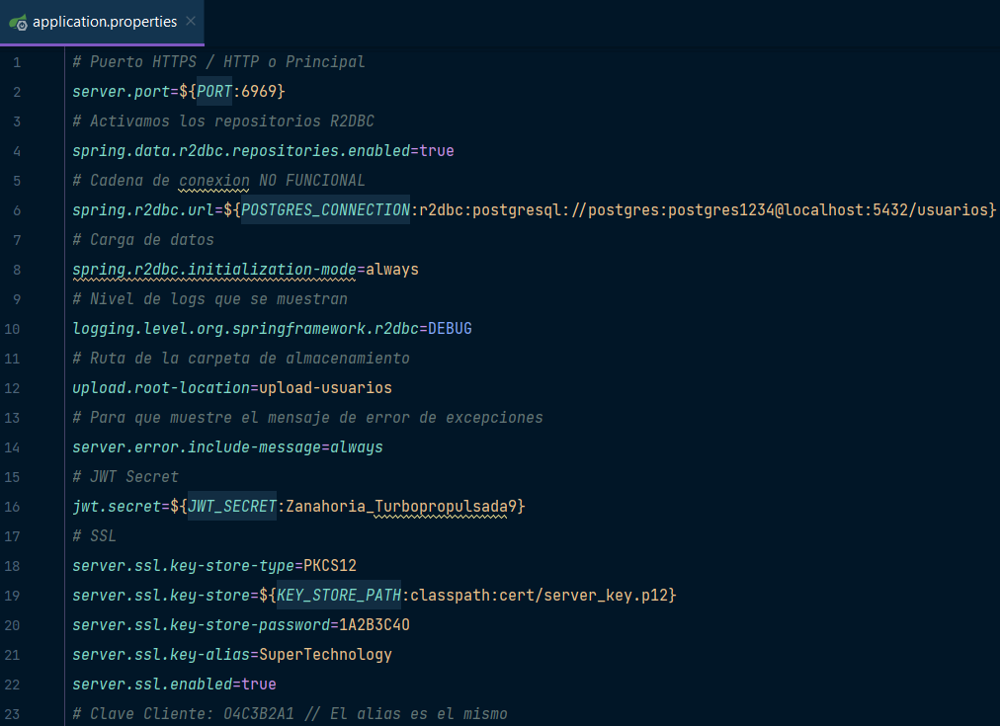 application.properties
1 # Puerto HTTPS / HTTP o Principal
2 server.port=${PORT:6969}
3 # Activamos los repositorios R2DBC
4 spring.data.r2dbc.repositories.enabled=true
5 # Cadena de conexion NO FUNCIONAL
6 spring.r2dbc.url=${POSTGRES_CONNECTION:r2dbc:postgresql://postgres:postgres1234@localhost:5432/usuarios}
7 # Carga de datos
8 spring.r2dbc.initialization-mode=always
9 # Nivel de logs que se muestran
10 logging.level.org.springframework.r2dbc=DEBUG
11 # Ruta de la carpeta de almacenamiento
12 upload.root-location=upload-usuarios
13 # Para que muestre el mensaje de error de excepciones
14 server.error.include-message=always
15 # JWT Secret
16 jwt.secret=${JWT_SECRET:Zanahoria_Turbopropulsada9}
17 # SSL
18 server.ssl.key-store-type=PKCS12
19 server.ssl.key-store=${KEY_STORE_PATH:classpath:cert/server_key.p12}
20 server.ssl.key-store-password=1A2B3C4O
21 server.ssl.key-alias=SuperTechnology
22 server.ssl.enabled=true
23 # Clave Cliente: O4C3B2A1 // El alias es el mismo